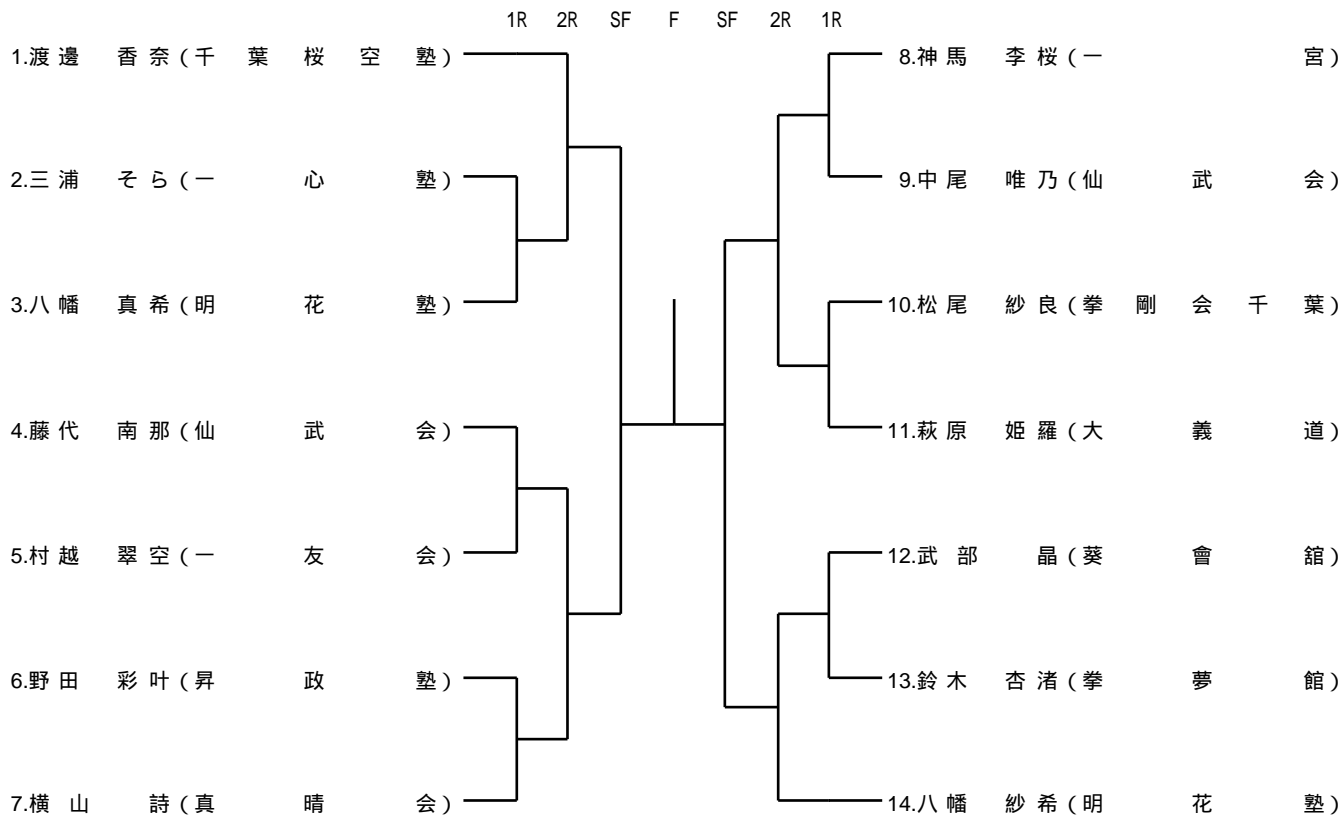 1R 2R SF F SF 2R 1R
1.渡邊 香奈(千葉桜空塾) 8.神馬 李桜(一宮)
2.三浦 そら(一心塾) 9.中尾 唯乃(仙武会)
3.八幡 真希(明花塾) 10.松尾 紗良(拳剛会千葉)
4.藤代 南那(仙武会) 11.萩原 姫羅(大義道)
5.村越 翠空(一友会) 12.武部 晶(葵會舘)
6.野田 彩叶(昇政塾) 13.鈴木 杏渚(拳夢館)
7.横山 詩(真晴会) 14.八幡 紗希(明花塾)